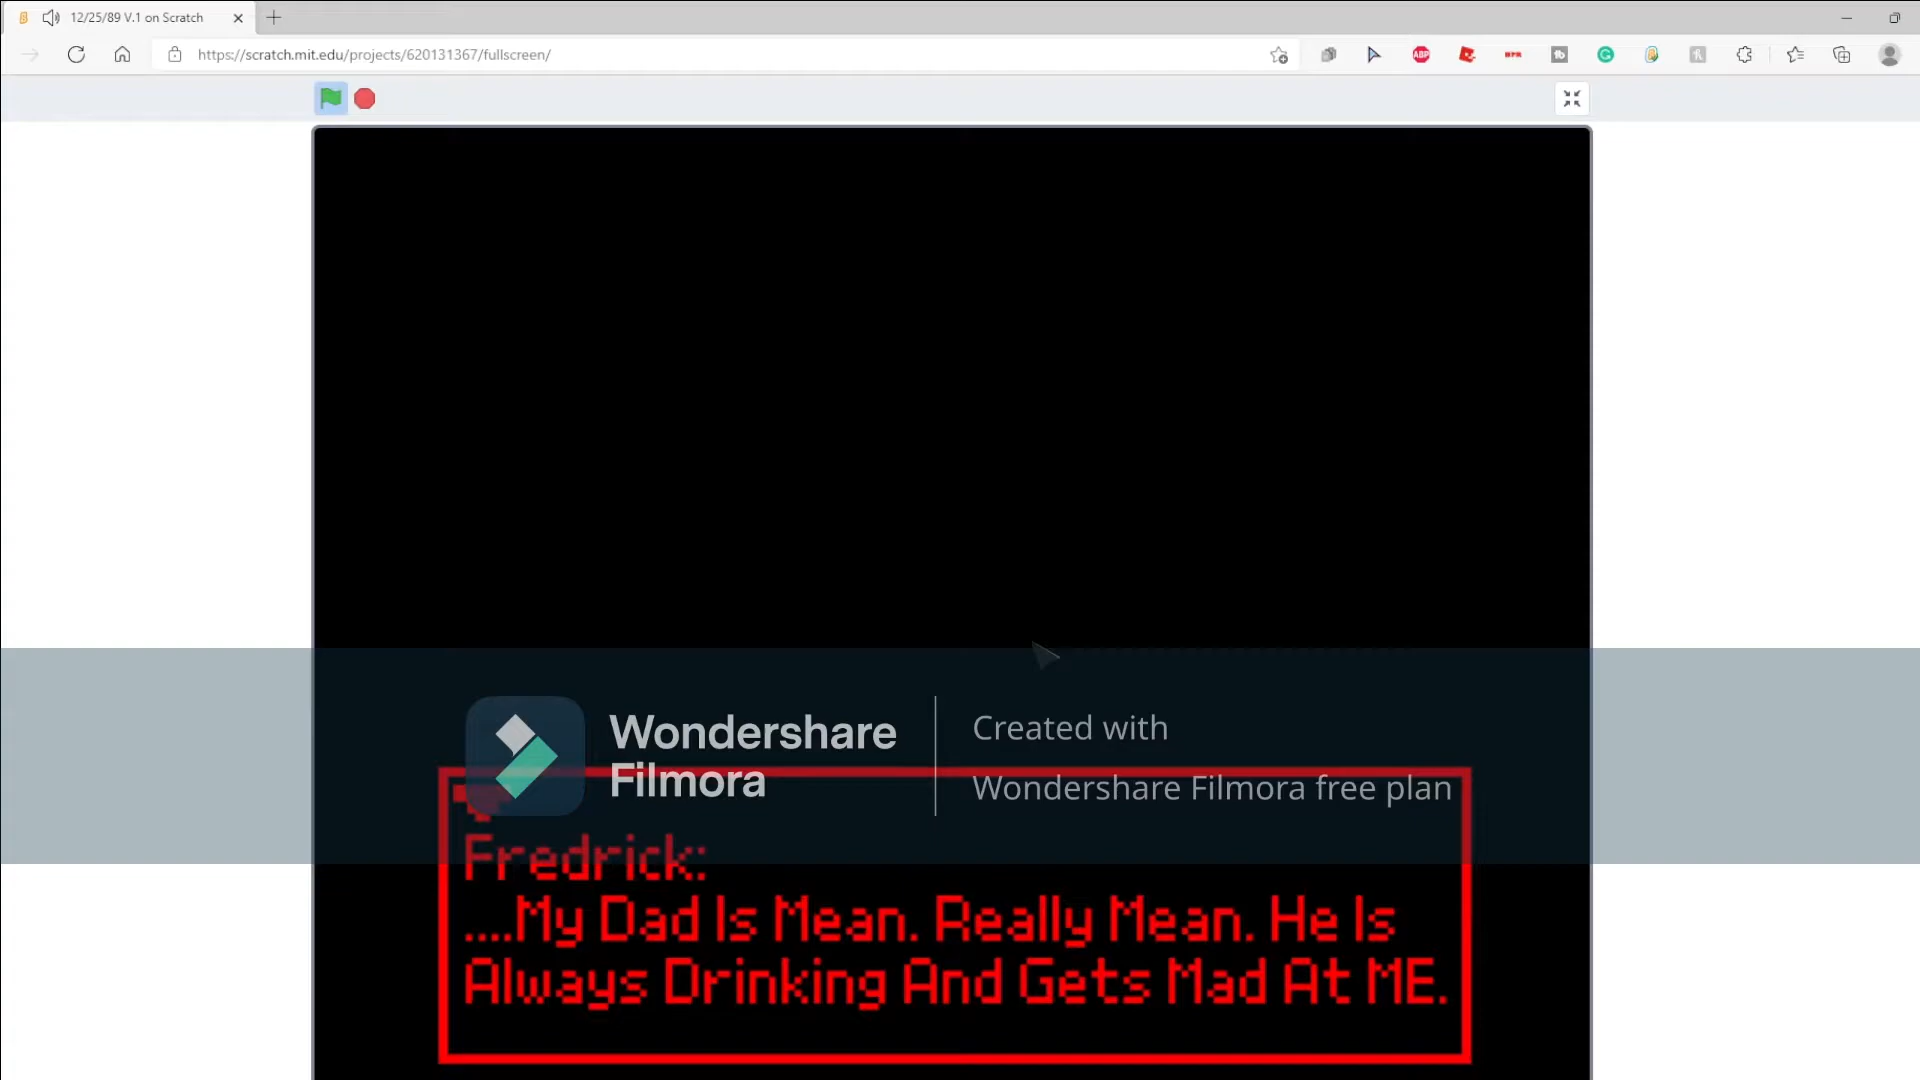 12/25/89 V.1 on Scratch
https://scratch.mit.edu/projects/620131367/fullscreen/
ABP
Wondershare
Filmora
Created with
Wondershare Filmora free plan
Fredrick:
....My Dad Is Mean. Really Mean. He Is
Always Drinking And Gets Mad At ME.